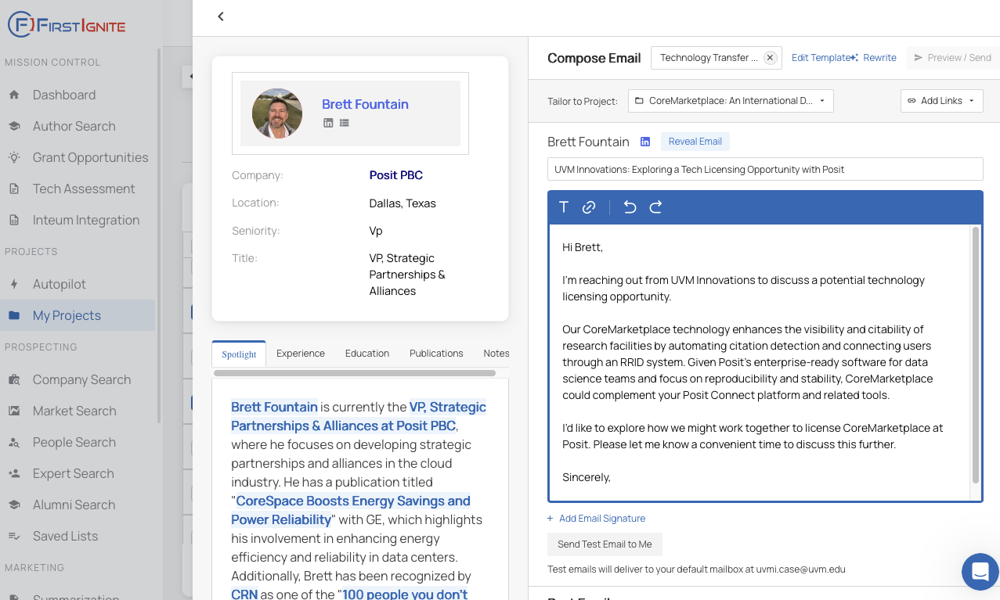 FirstIgnite
MISSION CONTROL
Dashboard
Author Search
Grant Opportunities
Tech Assessment
Inteum Integration
PROJECTS
Autopilot
My Projects
PROSPECTING
Company Search
Market Search
People Search
Expert Search
Alumni Search
Saved Lists
MARKETING
Summarization
Brett Fountain
Company: Posit PBC
Location: Dallas, Texas
Seniority: Vp
Title: VP, Strategic
Partnerships &
Alliances
Spotlight Experience Education Publications Notes
Brett Fountain is currently the VP, Strategic
Partnerships & Alliances at Posit PBC,
where he focuses on developing strategic
partnerships and alliances in the cloud
industry. He has a publication titled
"CoreSpace Boosts Energy Savings and
Power Reliability" with GE, which highlights
his involvement in enhancing energy
efficiency and reliability in data centers.
Additionally, Brett has been recognized by
CRN as one of the "100 people you don't
Compose Email Technology Transfer ... Edit Template Rewrite Preview / Send
Tailor to Project: CoreMarketplace: An International D... Add Links
Brett Fountain Reveal Email
UVM Innovations: Exploring a Tech Licensing Opportunity with Posit
Hi Brett,
I'm reaching out from UVM Innovations to discuss a potential technology
licensing opportunity.
Our CoreMarketplace technology enhances the visibility and citability of
research facilities by automating citation detection and connecting users
through an RRID system. Given Posit's enterprise-ready software for data
science teams and focus on reproducibility and stability, CoreMarketplace
could complement your Posit Connect platform and related tools.
I'd like to explore how we might work together to license CoreMarketplace at
Posit. Please let me know a convenient time to discuss this further.
Sincerely,
+ Add Email Signature
Send Test Email to Me
Test emails will deliver to your default mailbox at uvmi.case@uvm.edu